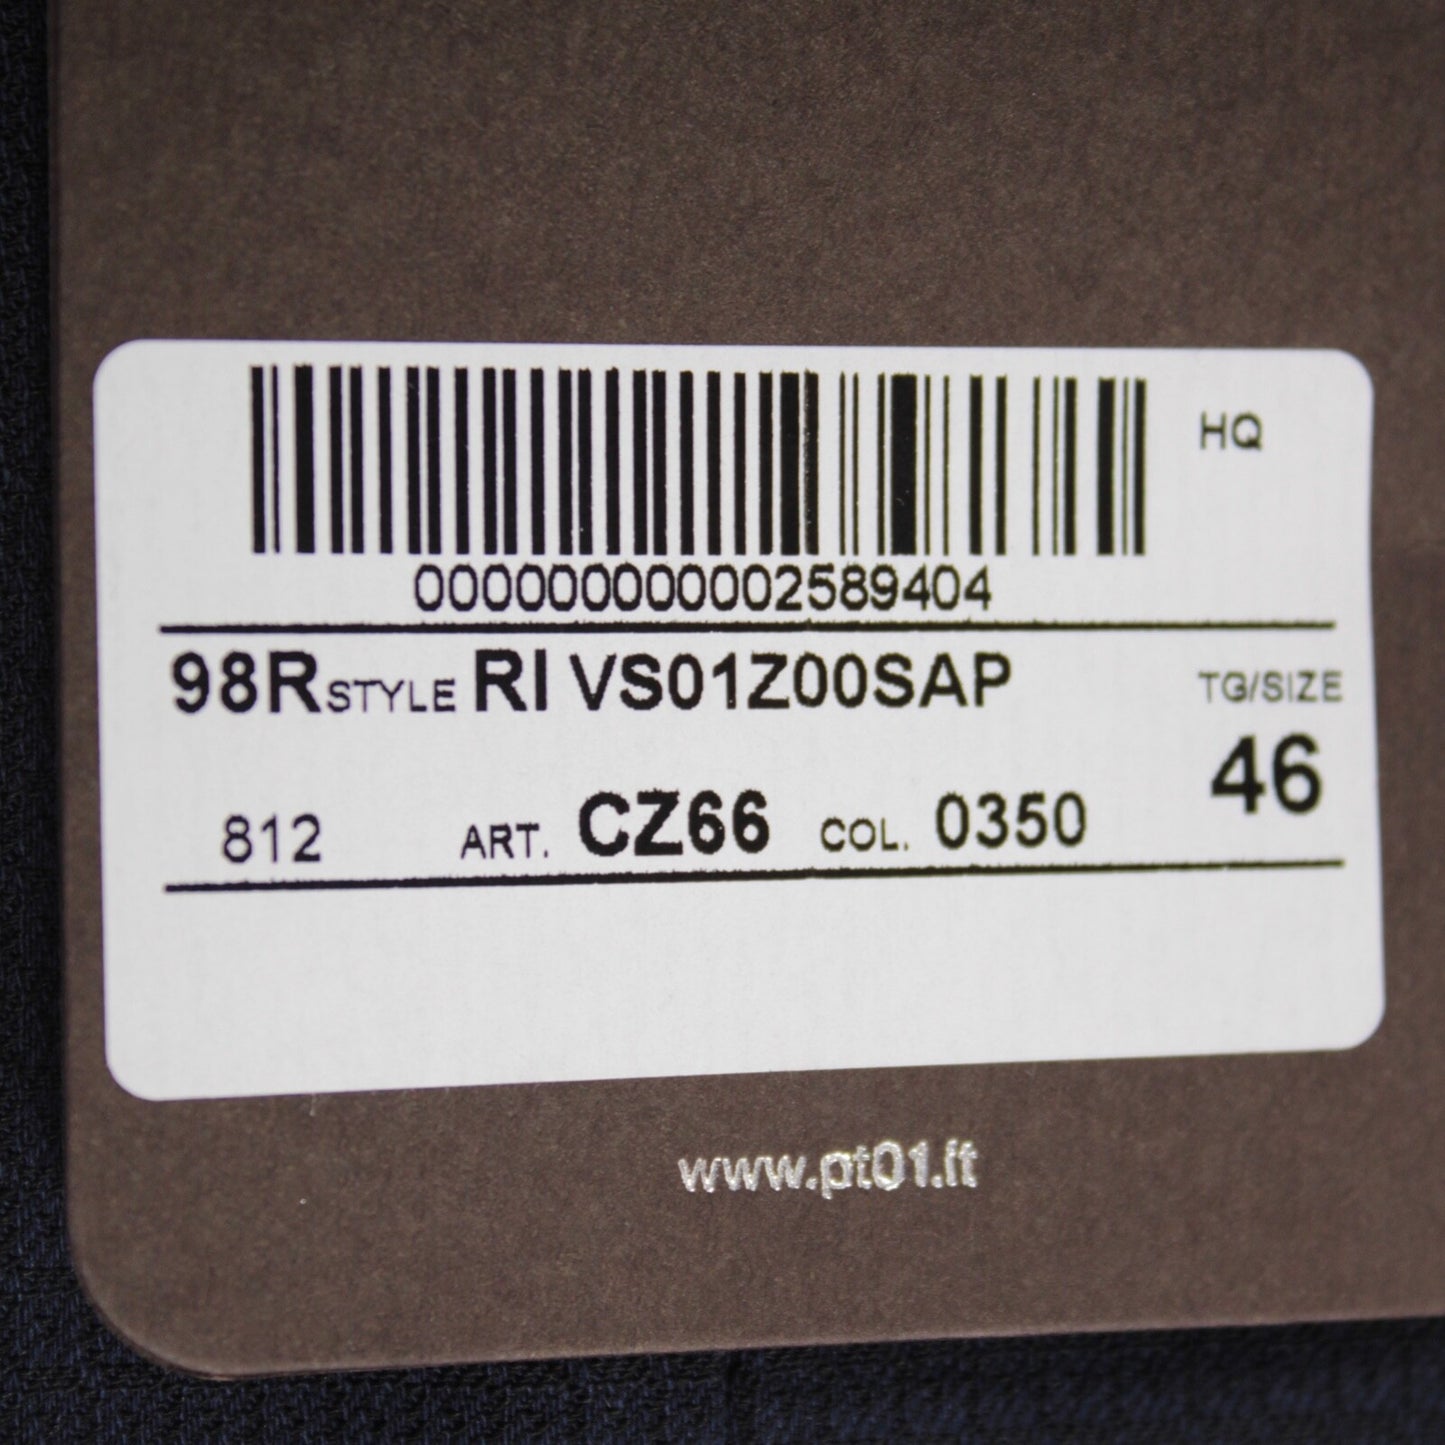 HQ
0000000000002589404
98R STYLE RI VS01Z00SAP
TG/SIZE
46
812 ART. CZ66 COL. 0350
www.pt01.it